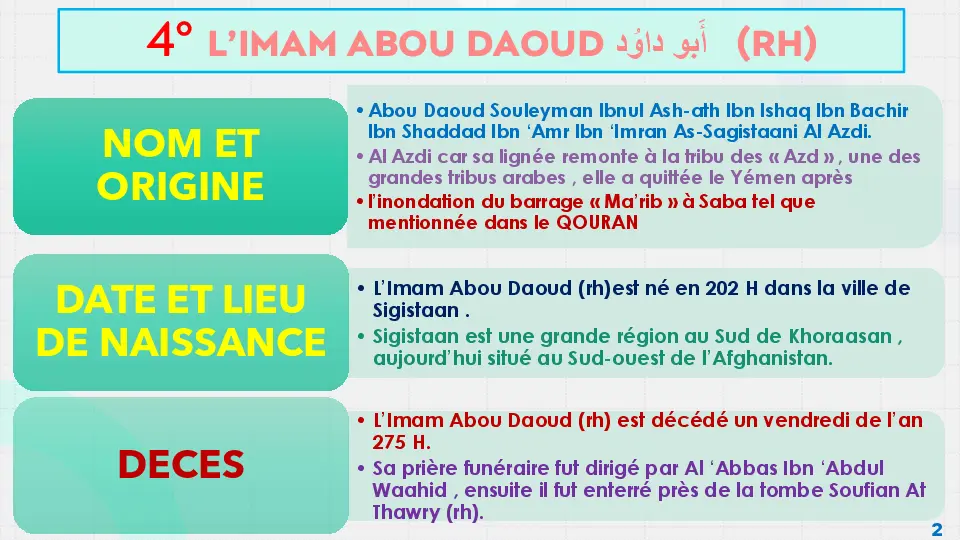 4° L’IMAM ABOU DAOUD أَبو داوُد (RH)
NOM ET
ORIGINE
• Abou Daoud Souleyman Ibnul Ash-ath Ibn Ishaq Ibn Bachir
Ibn Shaddad Ibn ‘Amr Ibn ‘Imran As-Sagistaani Al Azdi.
• Al Azdi car sa lignée remonte à la tribu des « Azd » , une des
grandes tribus arabes , elle a quittée le Yémen après
• l’inondation du barrage « Ma’rib » à Saba tel que
mentionnée dans le QOURAN
DATE ET LIEU
DE NAISSANCE
• L’Imam Abou Daoud (rh)est né en 202 H dans la ville de
Sigistaan .
• Sigistaan est une grande région au Sud de Khoraasan ,
aujourd’hui situé au Sud-ouest de l’Afghanistan.
DECES
• L’Imam Abou Daoud (rh) est décédé un vendredi de l’an
275 H.
• Sa prière funéraire fut dirigé par Al ‘Abbas Ibn ‘Abdul
Waahid , ensuite il fut enterré près de la tombe Soufian At
Thawry (rh).
2